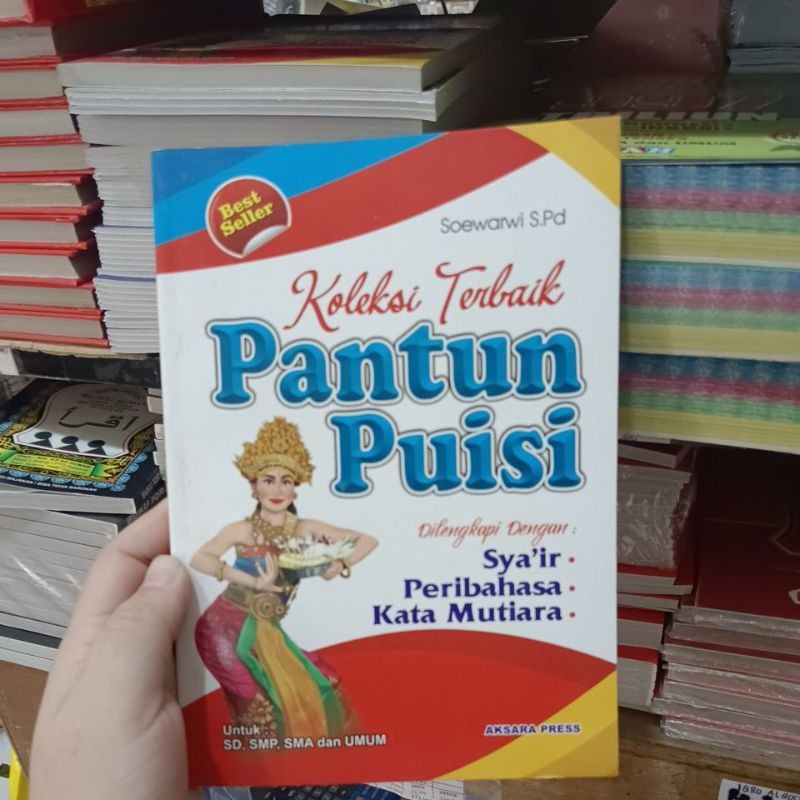 Best
Seller
Soewarwi S.Pd
Koleksi Terbaik
Pantun
Puisi
Dilengkapi Dengan :
Sya'ir •
Peribahasa •
Kata Mutiara •
Untuk :
SD, SMP, SMA dan UMUM
AKSARA PRESS